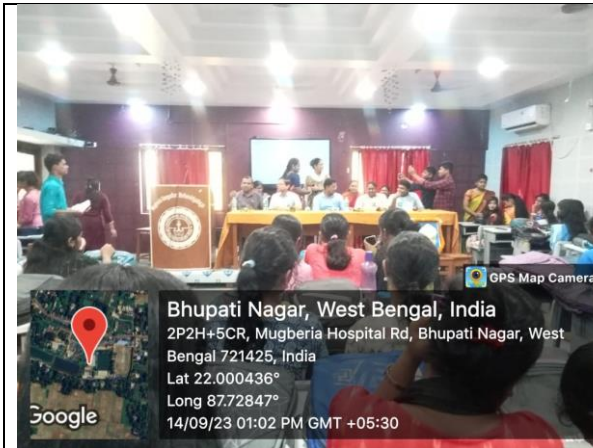 GPS Map Camera
Bhupati Nagar, West Bengal, India
2P2H+5CR, Mugberia Hospital Rd, Bhupati Nagar, West
Bengal 721425, India
Lat 22.000436°
Long 87.72847°
14/09/23 01:02 PM GMT +05:30
Google